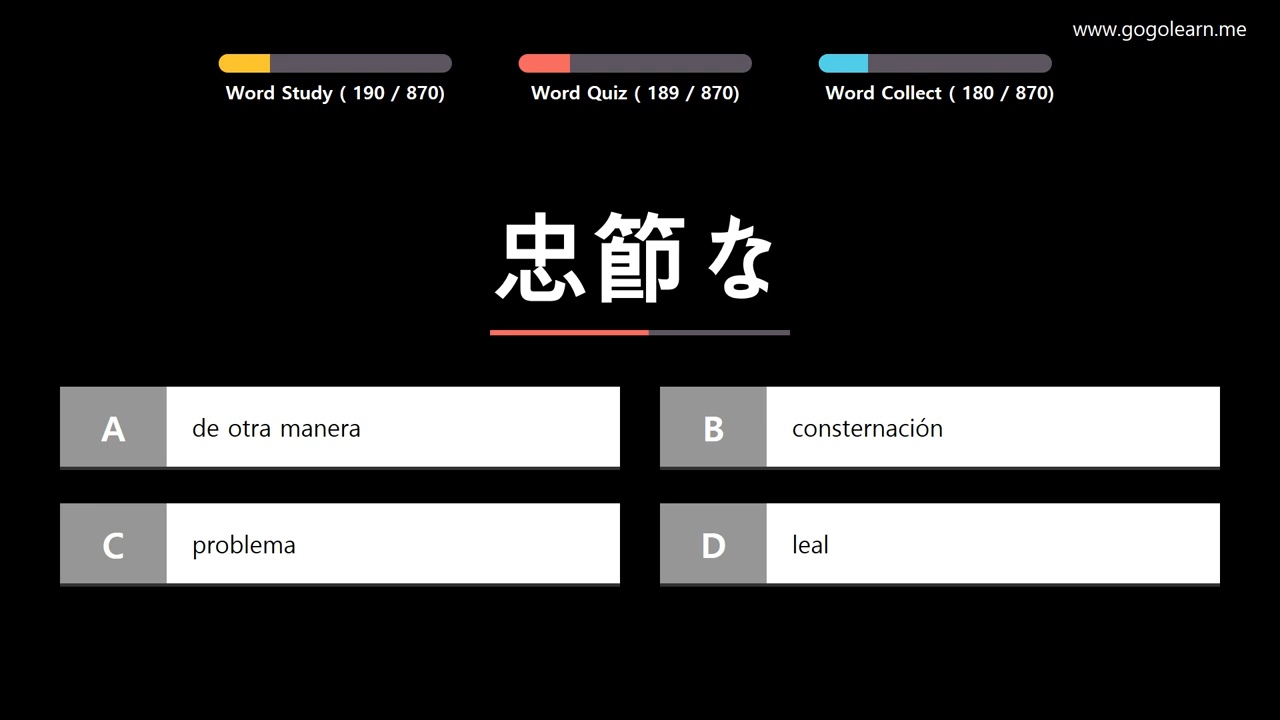 www.gogolearn.me
Word Study ( 190 / 870)
Word Quiz ( 189 / 870)
Word Collect ( 180 / 870)
忠節な
A de otra manera
B consternación
C problema
D leal